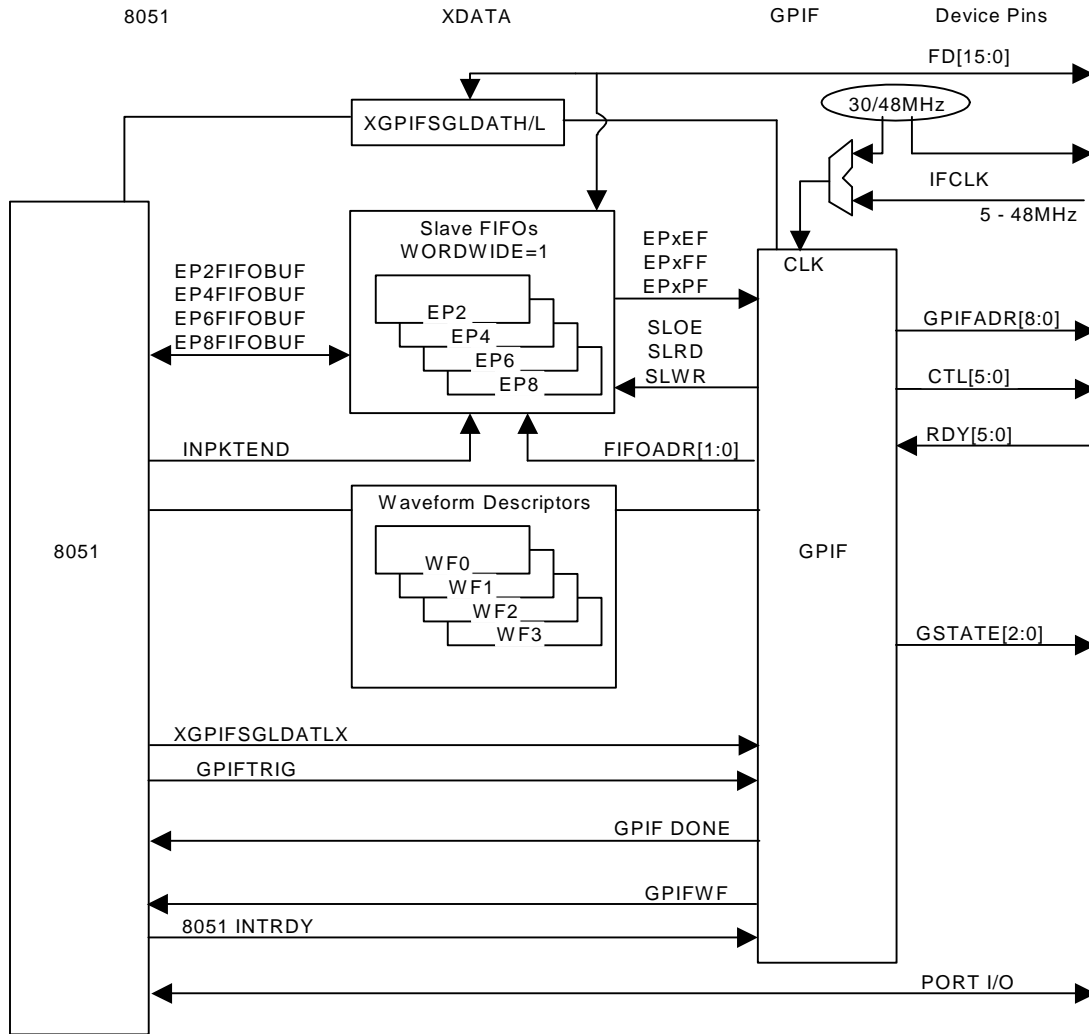 8051 XDATA GPIF Device Pins
FD[15:0]
30/48MHz
XGPIFSGLDATH/L
IFCLK
5 - 48MHz
Slave FIFOs
WORDWIDE=1
EP2
EP4
EP6
EP8
EP2FIFOBUF
EP4FIFOBUF
EP6FIFOBUF
EP8FIFOBUF
EPxEF
EPxFF
EPxPF
SLOE
SLRD
SLWR
CLK
GPIFADR[8:0]
CTL[5:0]
RDY[5:0]
INPKTEND
FIFOADR[1:0]
Waveform Descriptors
WF0
WF1
WF2
WF3
8051
GPIF
GSTATE[2:0]
XGPIFSGLDATLX
GPIFTRIG
GPIF DONE
GPIFWF
8051 INTRDY
PORT I/O